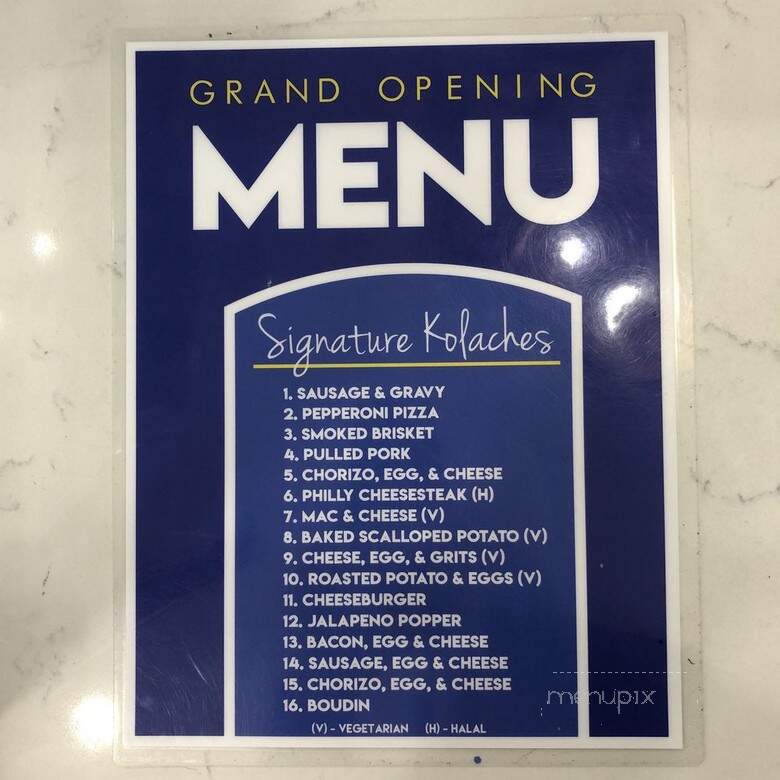 GRAND OPENING
MENU
Signature Kolaches
1. SAUSAGE & GRAVY
2. PEPPERONI PIZZA
3. SMOKED BRISKET
4. PULLED PORK
5. CHORIZO, EGG, & CHEESE
6. PHILLY CHEESESTEAK (H)
7. MAC & CHEESE (V)
8. BAKED SCALLOPED POTATO (V)
9. CHEESE, EGG, & GRITS (V)
10. ROASTED POTATO & EGGS (V)
11. CHEESEBURGER
12. JALAPENO POPPER
13. BACON, EGG & CHEESE
14. SAUSAGE, EGG & CHEESE
15. CHORIZO, EGG, & CHEESE
16. BOUDIN
(V) - VEGETARIAN (H) - HALAL
menupix